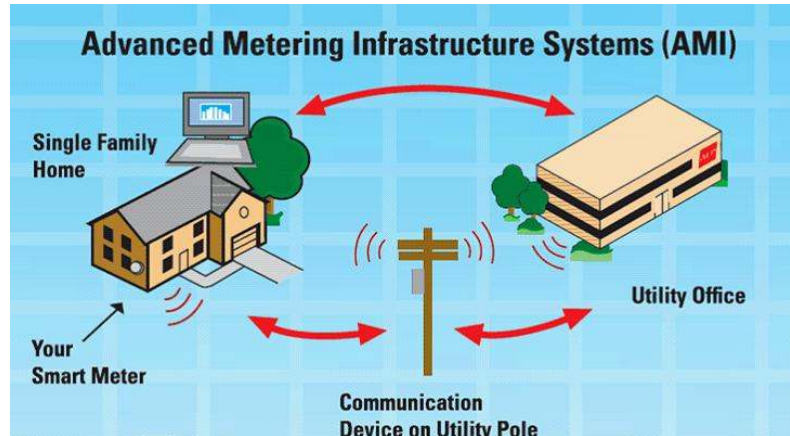 Advanced Metering Infrastructure Systems (AMI)
Single Family
Home
Utility Office
Your
Smart Meter
Communication
Device on Utility Pole